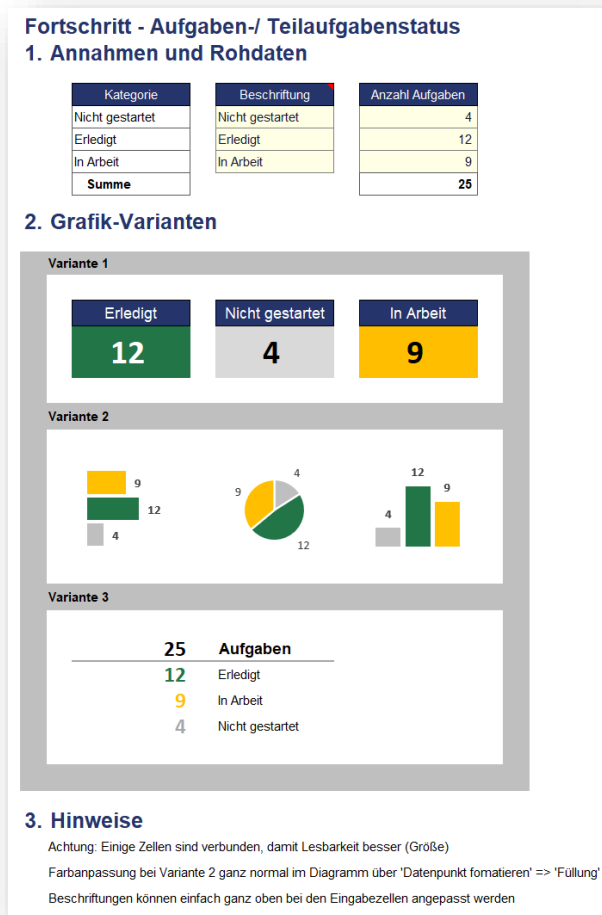 Fortschritt - Aufgaben-/ Teilaufgabenstatus
1. Annahmen und Rohdaten
Kategorie Beschriftung Anzahl Aufgaben
Nicht gestartet Nicht gestartet 4
Erledigt Erledigt 12
In Arbeit In Arbeit 9
Summe 25
2. Grafik-Varianten
Variante 1
Erledigt Nicht gestartet In Arbeit
12 4 9
Variante 2
9
12
4
4
9
12
12
9
4
Variante 3
25 Aufgaben
12 Erledigt
9 In Arbeit
4 Nicht gestartet
3. Hinweise
Achtung: Einige Zellen sind verbunden, damit Lesbarkeit besser (Größe)
Farbanpassung bei Variante 2 ganz normal im Diagramm über 'Datenpunkt fomatieren' => 'Füllung'
Beschriftungen können einfach ganz oben bei den Eingabezellen angepasst werden